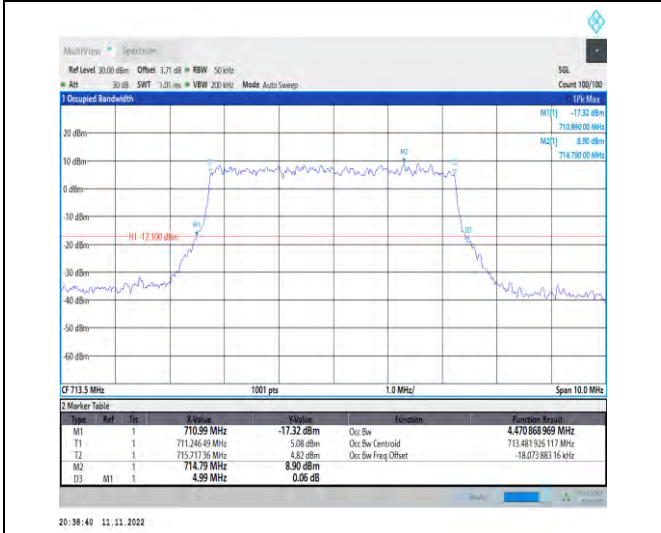 MultiView Spectrum
Ref Level 30.00 dBm Offset 3.71 dB RBW 50 kHz SGL
Att 30 dB SWT 1.01 ms VBW 200 kHz Mode Auto Sweep Count 100/100
1 Occupied Bandwidth 1Pk Max
M1[1] -17.32 dBm
710.990 00 MHz
M2[1] 8.90 dBm
714.790 00 MHz
20 dBm
M2
10 dBm
0 dBm
-10 dBm
M1
D3
H1 -17.100 dBm
-20 dBm
-30 dBm
-40 dBm
-50 dBm
-60 dBm
CF 713.5 MHz 1001 pts 1.0 MHz/ Span 10.0 MHz
2 Marker Table
Type Ref Trc X-Value Y-Value Function Function Result
M1 1 710.99 MHz -17.32 dBm Occ Bw 4.470 868 969 MHz
T1 1 711.246 49 MHz 5.08 dBm Occ Bw Centroid 713.481 926 117 MHz
T2 1 715.717 36 MHz 4.82 dBm Occ Bw Freq Offset -18.073 883 16 kHz
M2 1 714.79 MHz 8.90 dBm
D3 M1 1 4.99 MHz 0.06 dB
20:38:40 11.11.2022